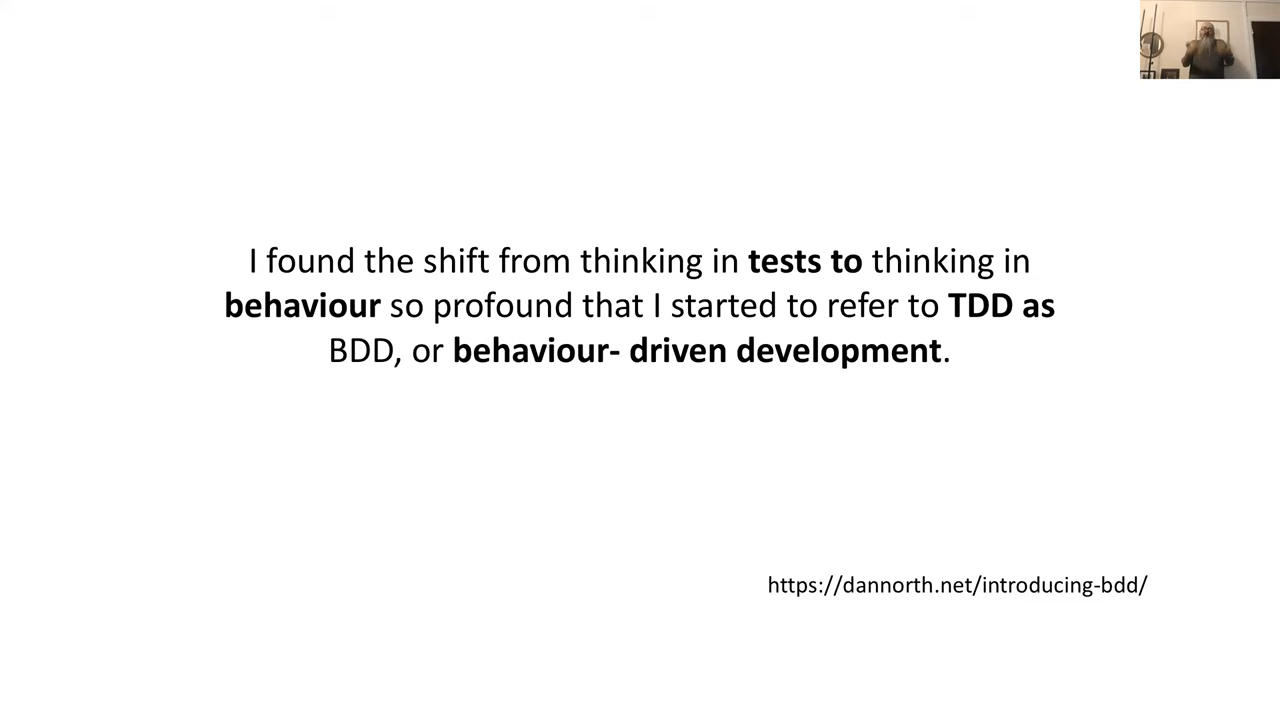 I found the shift from thinking in tests to thinking in
behaviour so profound that I started to refer to TDD as
BDD, or behaviour- driven development.
https://dannorth.net/introducing-bdd/